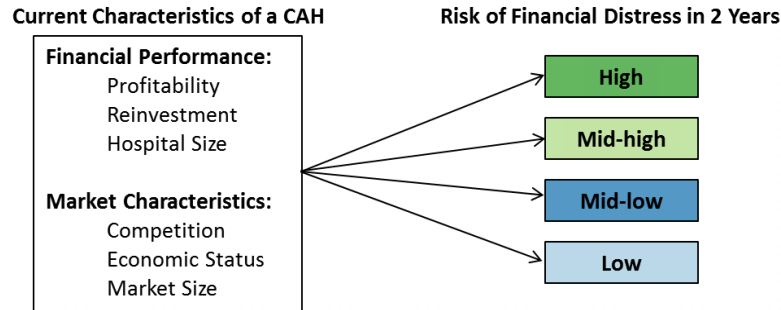 Current Characteristics of a CAH
Financial Performance:
Profitability
Reinvestment
Hospital Size
Market Characteristics:
Competition
Economic Status
Market Size
Risk of Financial Distress in 2 Years
High
Mid-high
Mid-low
Low